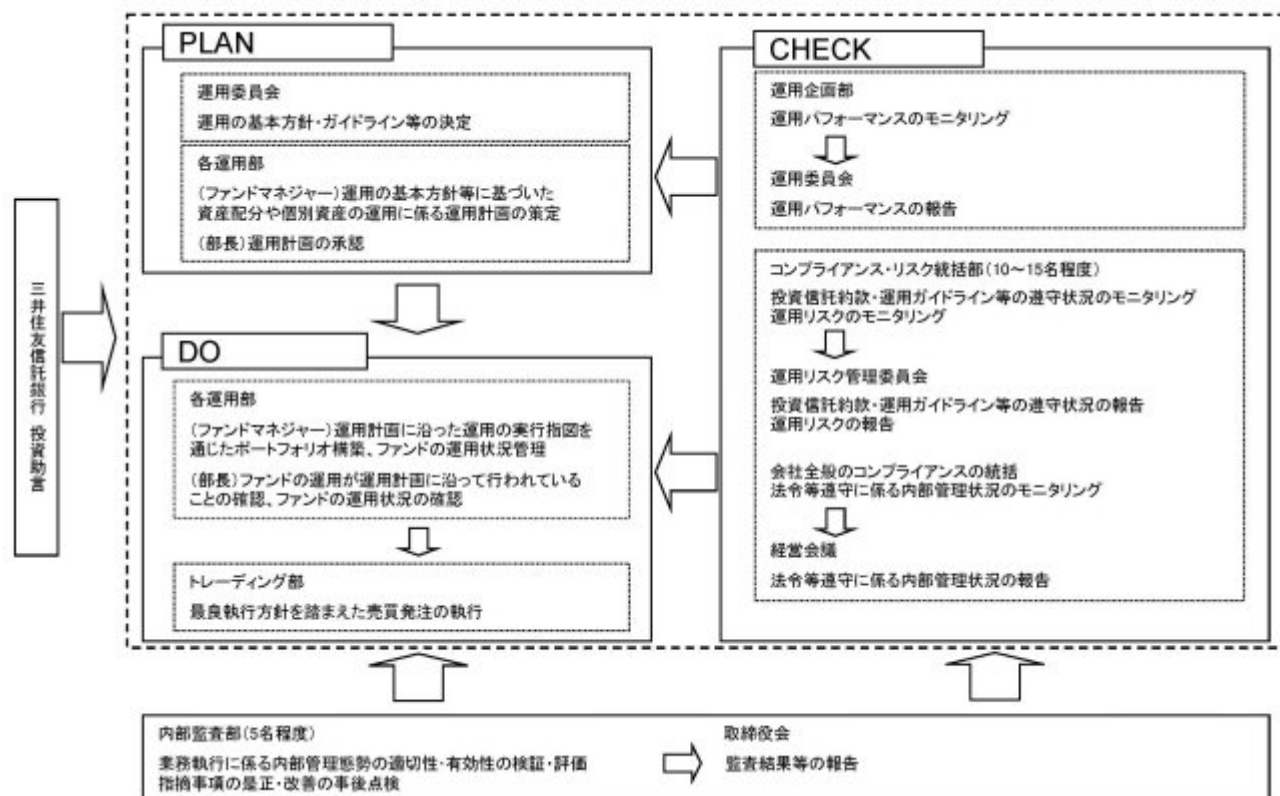 三井住友信託銀行 投資助言
PLAN
運用委員会
運用の基本方針・ガイドライン等の決定
各運用部
(ファンドマネジャー)運用の基本方針等に基づいた
資産配分や個別資産の運用に係る運用計画の策定
(部長)運用計画の承認
DO
各運用部
(ファンドマネジャー)運用計画に沿った運用の実行指図を
通じたポートフォリオ構築、ファンドの運用状況管理
(部長)ファンドの運用が運用計画に沿って行われている
ことの確認、ファンドの運用状況の確認
トレーディング部
最良執行方針を踏まえた売買発注の執行
CHECK
運用企画部
運用パフォーマンスのモニタリング
運用委員会
運用パフォーマンスの報告
コンプライアンス・リスク統括部(10～15名程度)
投資信託約款・運用ガイドライン等の遵守状況のモニタリング
運用リスクのモニタリング
運用リスク管理委員会
投資信託約款・運用ガイドライン等の遵守状況の報告
運用リスクの報告
会社全般のコンプライアンスの統括
法令等遵守に係る内部管理状況のモニタリング
経営会議
法令等遵守に係る内部管理状況の報告
内部監査部(5名程度)
業務執行に係る内部管理態勢の適切性・有効性の検証・評価
指摘事項の是正・改善の事後点検
取締役会
監査結果等の報告